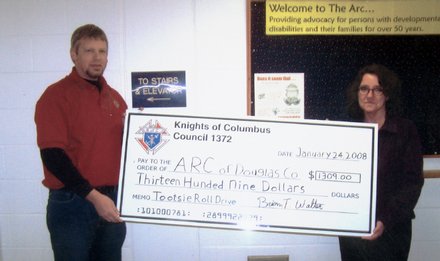 Welcome to The Arc...
Providing advocacy for persons with developmental
disabilities and their families for over 50 years.
TO STAIRS
& ELEVATOR
Knights of Columbus
Council 1372
DATE January 24 2008
PAY TO THE
ORDER OF ARC of Douglas Co. $ 1309.00
Thirteen Hundred Nine Dollars DOLLARS
MEMO Tootsie Roll Drive